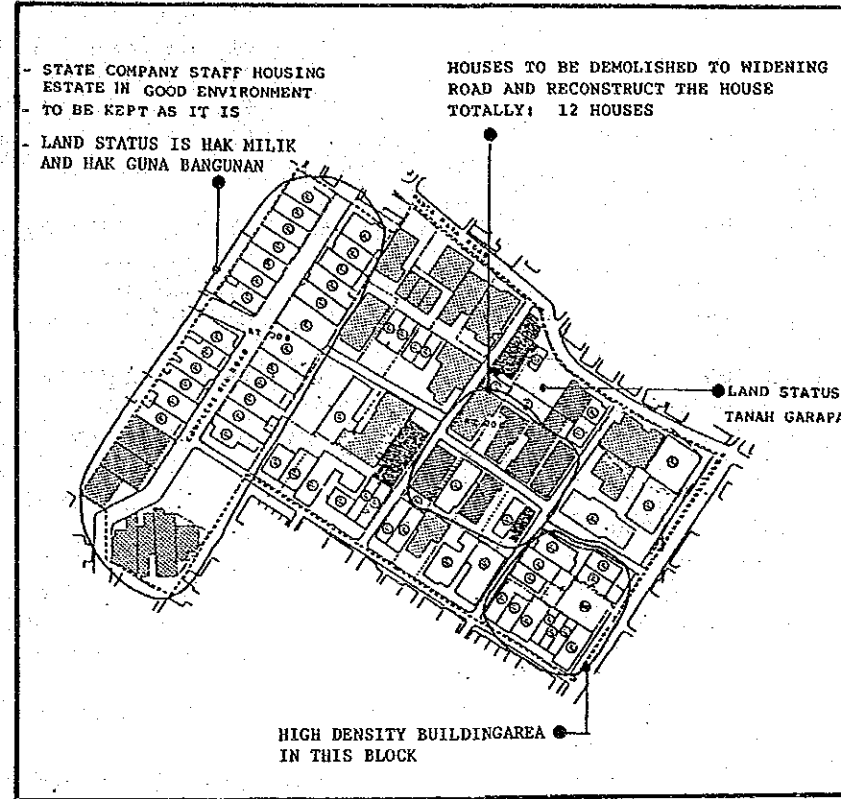 - STATE COMPANY STAFF HOUSING
ESTATE IN GOOD ENVIRONMENT
- TO BE KEPT AS IT IS
- LAND STATUS IS HAK MILIK
AND HAK GUNA BANGUNAN
HOUSES TO BE DEMOLISHED TO WIDENING
ROAD AND RECONSTRUCT THE HOUSE
TOTALLY: 12 HOUSES
LAND STATUS
TANAH GARAPA
HIGH DENSITY BUILDINGAREA
IN THIS BLOCK